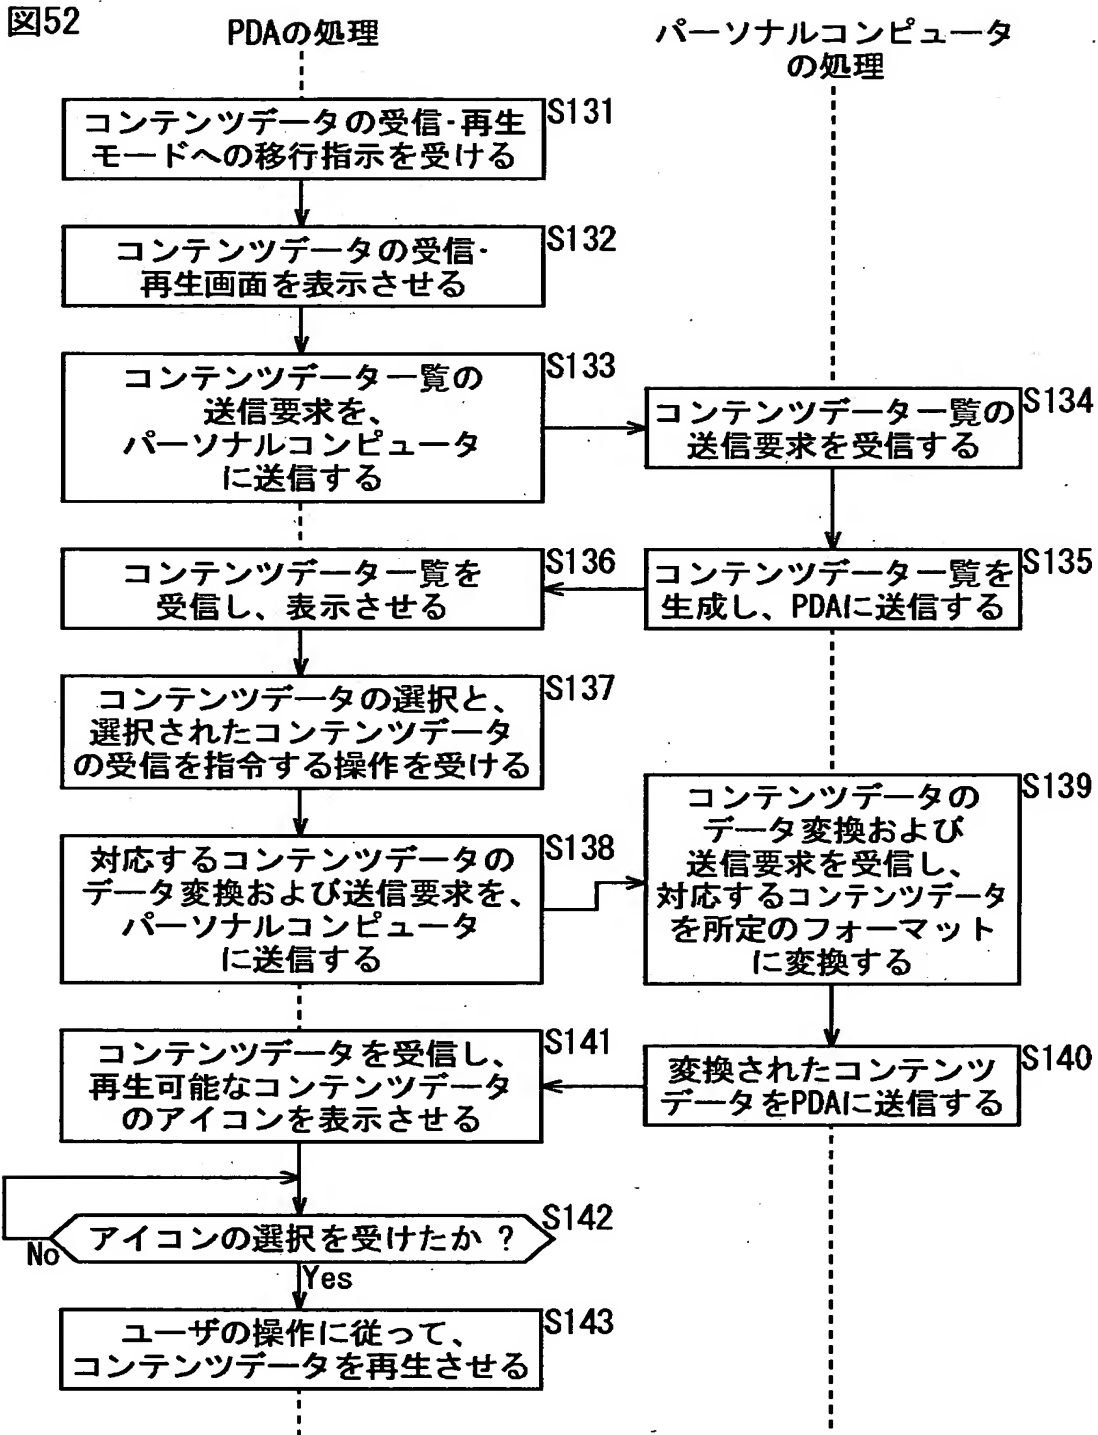 図52
PDAの処理
パーソナルコンピュータ
の処理
コンテンツデータの受信・再生
モードへの移行指示を受ける
S131
コンテンツデータの受信・
再生画面を表示させる
S132
コンテンツデータ一覧の
送信要求を、
パーソナルコンピュータ
に送信する
S133
コンテンツデータ一覧の
送信要求を受信する
S134
コンテンツデータ一覧を
生成し、PDAに送信する
S135
コンテンツデータ一覧を
受信し、表示させる
S136
コンテンツデータの選択と、
選択されたコンテンツデータ
の受信を指令する操作を受ける
S137
対応するコンテンツデータの
データ変換および送信要求を、
パーソナルコンピュータ
に送信する
S138
コンテンツデータの
データ変換および
送信要求を受信し、
対応するコンテンツデータ
を所定のフォーマット
に変換する
S139
変換されたコンテンツ
データをPDAに送信する
S140
コンテンツデータを受信し、
再生可能なコンテンツデータ
のアイコンを表示させる
S141
アイコンの選択を受けたか ?
S142
No
Yes
ユーザの操作に従って、
コンテンツデータを再生させる
S143